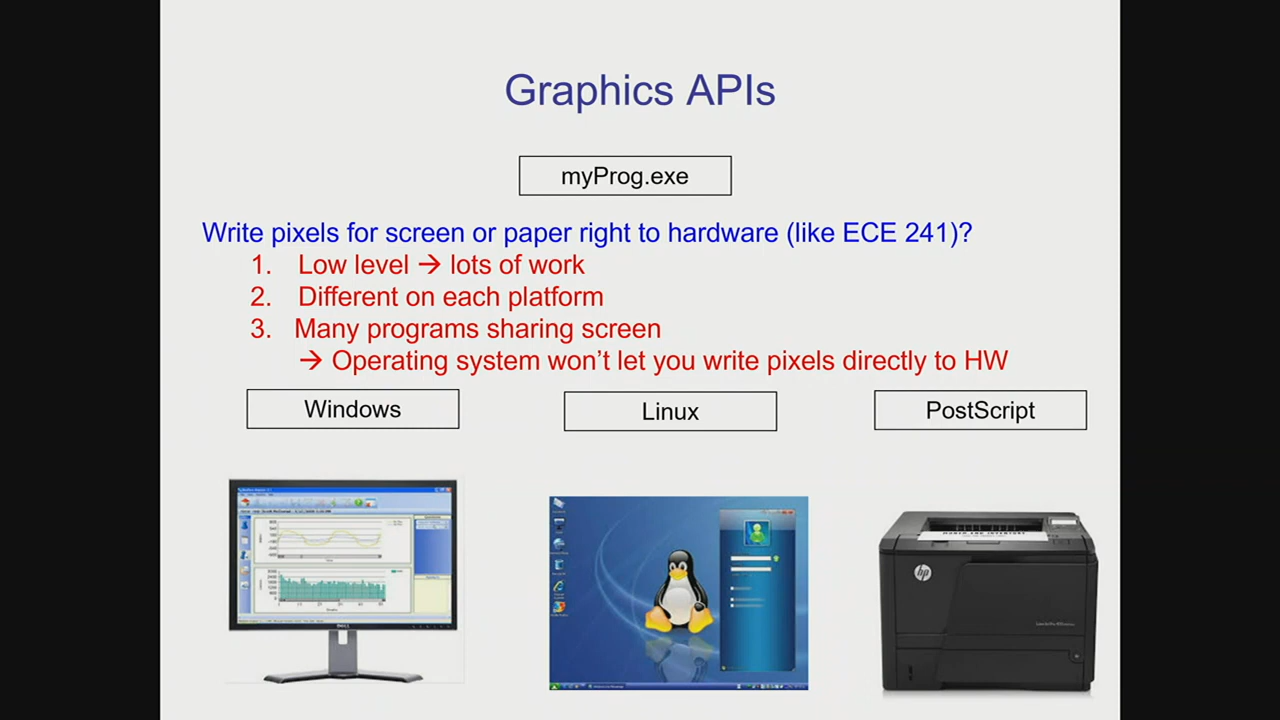 Graphics APIs
myProg.exe
Write pixels for screen or paper right to hardware (like ECE 241)?
1. Low level → lots of work
2. Different on each platform
3. Many programs sharing screen
→ Operating system won't let you write pixels directly to HW
Windows
Linux
PostScript
DELL
hp